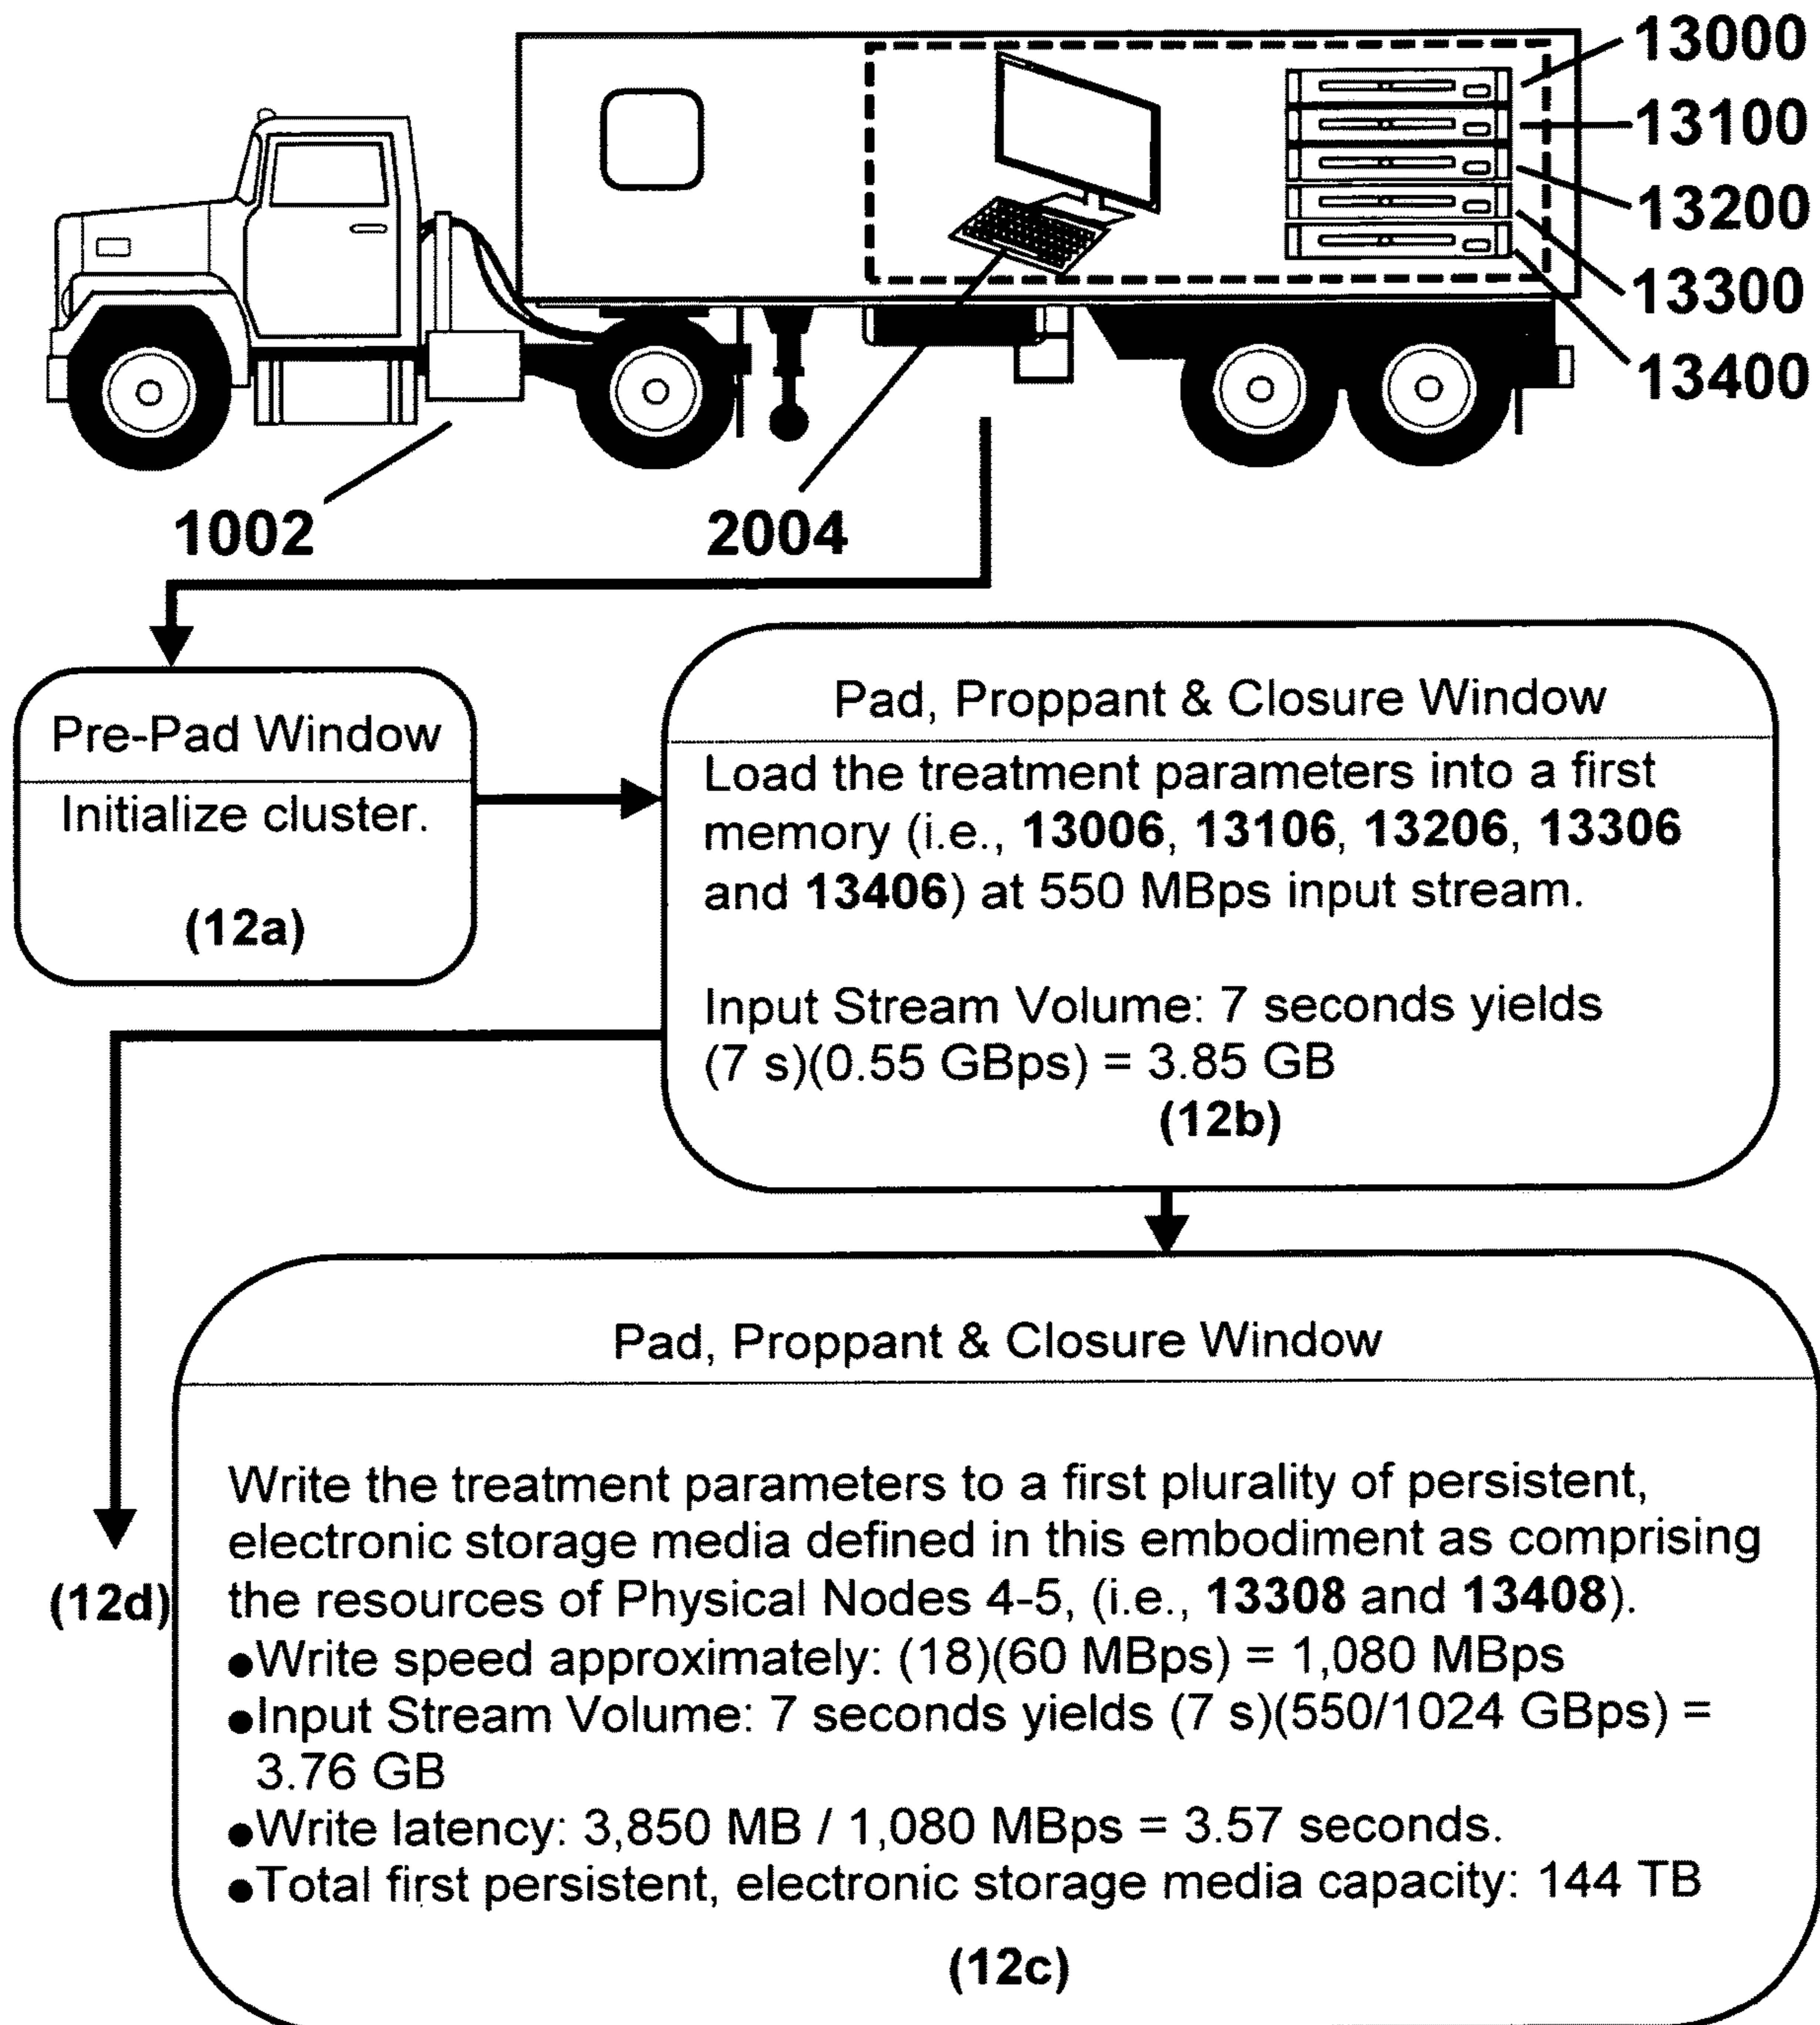 13000
13100
13200
13300
13400
1002
2004
Pre-Pad Window
Initialize cluster.
(12a)
Pad, Proppant & Closure Window
Load the treatment parameters into a first
memory (i.e., 13006, 13106, 13206, 13306
and 13406) at 550 MBps input stream.
Input Stream Volume: 7 seconds yields
(7 s)(0.55 GBps) = 3.85 GB
(12b)
(12d)
Pad, Proppant & Closure Window
Write the treatment parameters to a first plurality of persistent,
electronic storage media defined in this embodiment as comprising
the resources of Physical Nodes 4-5, (i.e., 13308 and 13408).
●Write speed approximately: (18)(60 MBps) = 1,080 MBps
●Input Stream Volume: 7 seconds yields (7 s)(550/1024 GBps) =
3.76 GB
●Write latency: 3,850 MB / 1,080 MBps = 3.57 seconds.
●Total first persistent, electronic storage media capacity: 144 TB
(12c)